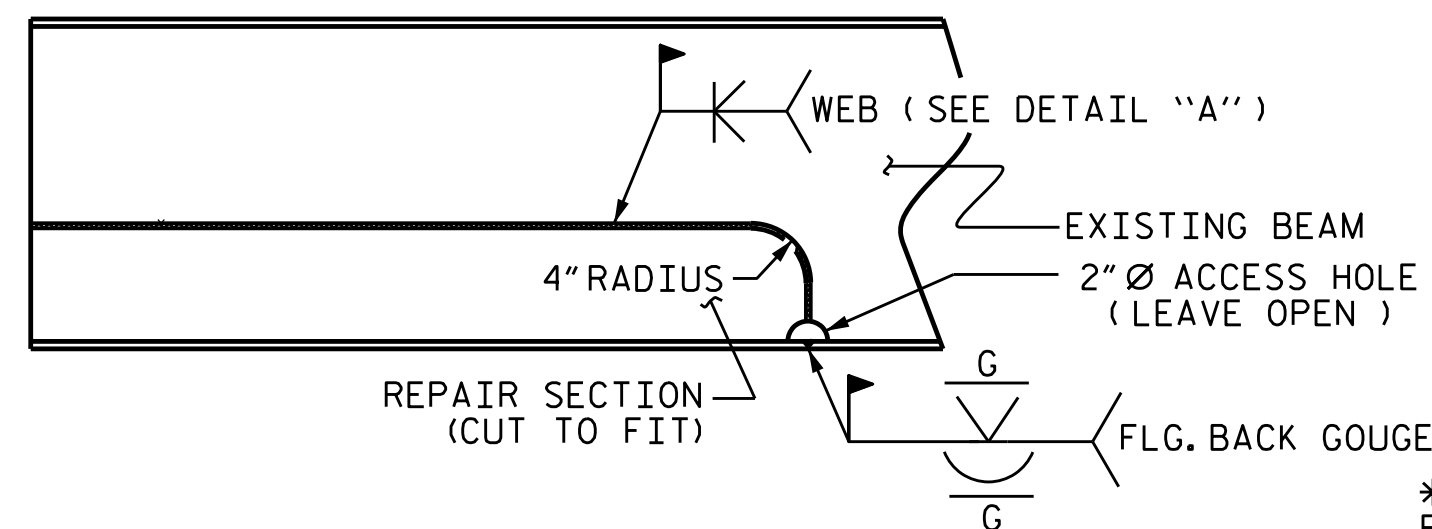 WEB ( SEE DETAIL "A" )
EXISTING BEAM
4" RADIUS
2" Ø ACCESS HOLE
( LEAVE OPEN )
G
REPAIR SECTION
(CUT TO FIT)
FLG. BACK GOUGE
G